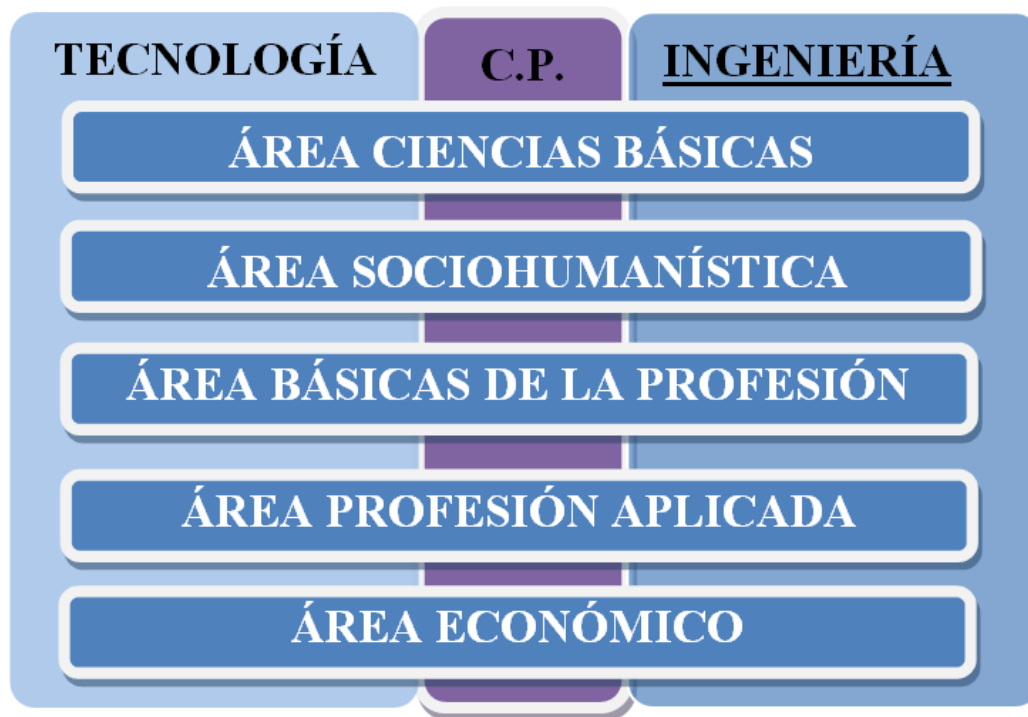 TECNOLOGÍA
C.P.
INGENIERÍA
ÁREA CIENCIAS BÁSICAS
ÁREA SOCIOHUMANÍSTICA
ÁREA BÁSICAS DE LA PROFESIÓN
ÁREA PROFESIÓN APLICADA
ÁREA ECONÓMICO